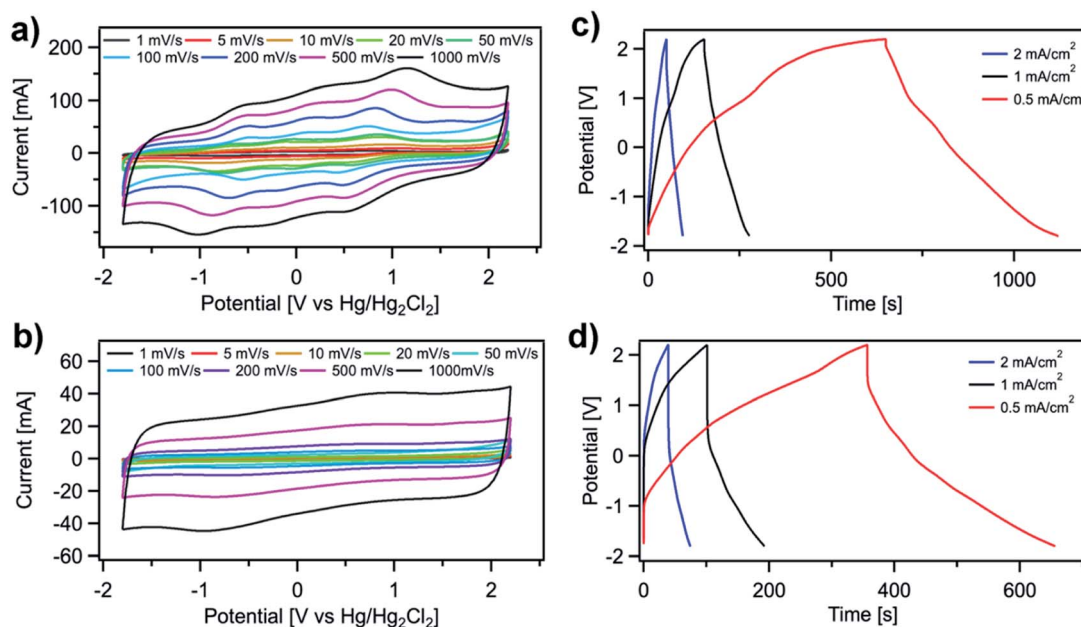 a)
1 mV/s 5 mV/s 10 mV/s 20 mV/s 50 mV/s
100 mV/s 200 mV/s 500 mV/s 1000 mV/s
Current [mA]
200
100
0
-100
-2 -1 0 1 2
Potential [V vs Hg/Hg₂Cl₂]
c)
2 mA/cm²
1 mA/cm²
0.5 mA/cm²
Potential [V]
2
1
0
-1
-2
0 500 1000
Time [s]
b)
1 mV/s 5 mV/s 10 mV/s 20 mV/s 50 mV/s
100 mV/s 200 mV/s 500 mV/s 1000mV/s
Current [mA]
60
40
20
0
-20
-40
-60
-2 -1 0 1 2
Potential [V vs Hg/Hg₂Cl₂]
d)
2 mA/cm²
1 mA/cm²
0.5 mA/cm²
Potential [V]
2
1
0
-1
-2
0 200 400 600
Time [s]